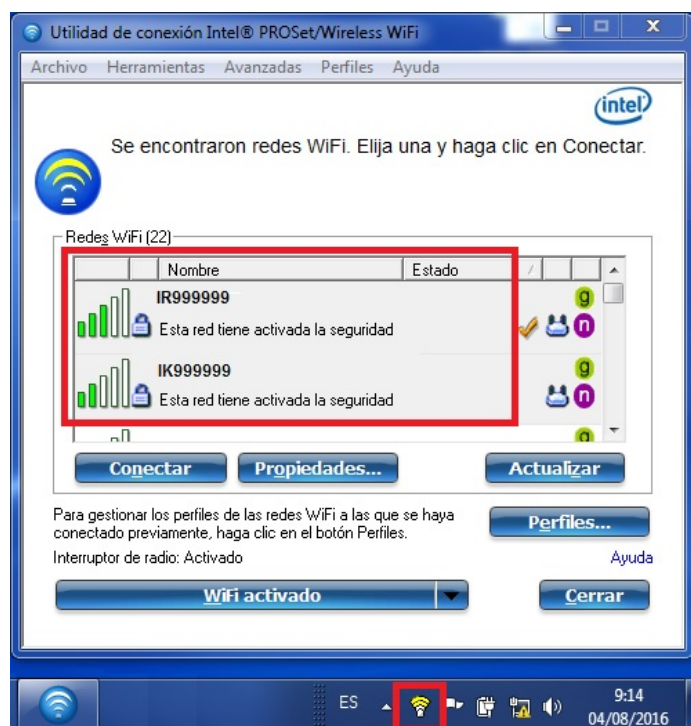 Utilidad de conexión Intel® PROSet/Wireless WiFi
Archivo Herramientas Avanzadas Perfiles Ayuda
intel
Se encontraron redes WiFi. Elija una y haga clic en Conectar.
Redes WiFi (22)
Nombre Estado
IR999999
g
Esta red tiene activada la seguridad
n
IK999999
g
Esta red tiene activada la seguridad
n
g
Conectar Propiedades... Actualizar
Para gestionar los perfiles de las redes WiFi a las que se haya
conectado previamente, haga clic en el botón Perfiles.
Perfiles...
Interruptor de radio: Activado Ayuda
WiFi activado Cerrar
ES 9:14
04/08/2016